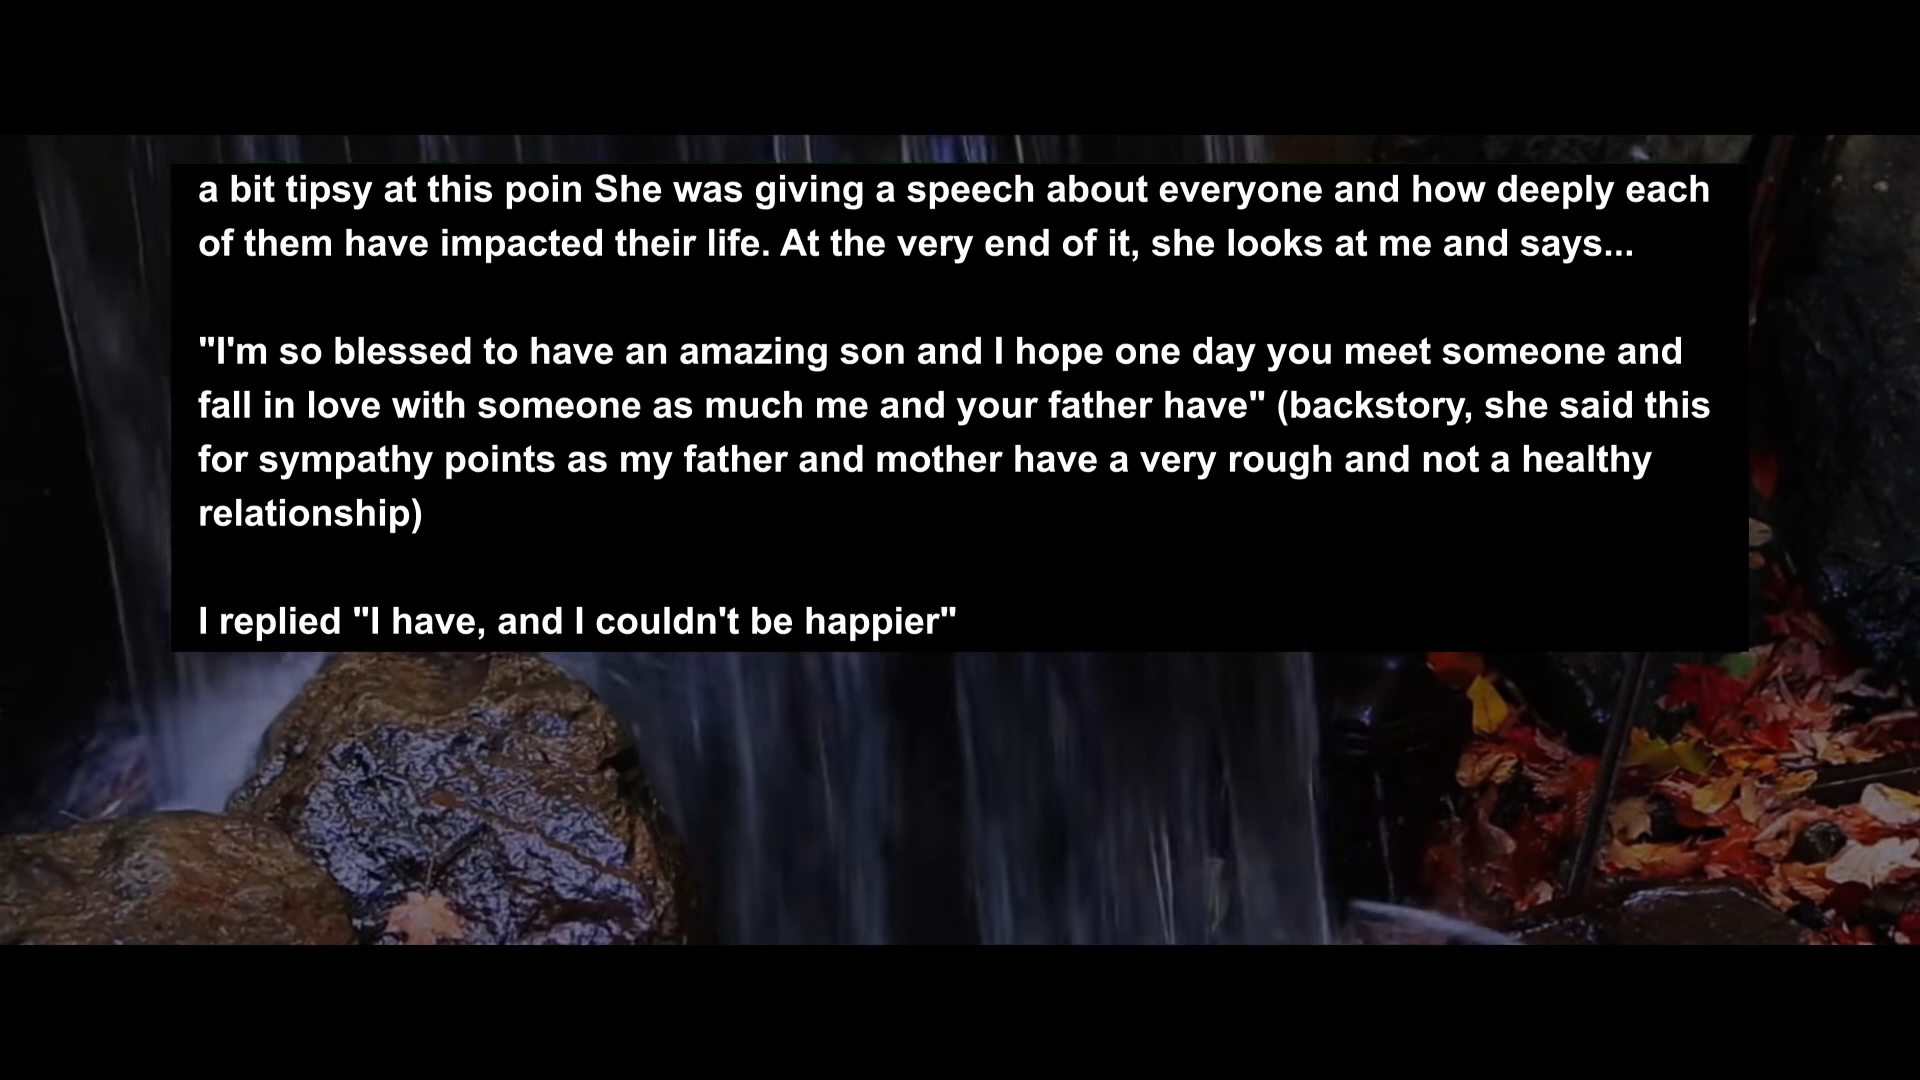 a bit tipsy at this poin She was giving a speech about everyone and how deeply each
of them have impacted their life. At the very end of it, she looks at me and says...
"I'm so blessed to have an amazing son and I hope one day you meet someone and
fall in love with someone as much me and your father have" (backstory, she said this
for sympathy points as my father and mother have a very rough and not a healthy
relationship)
I replied "I have, and I couldn't be happier"